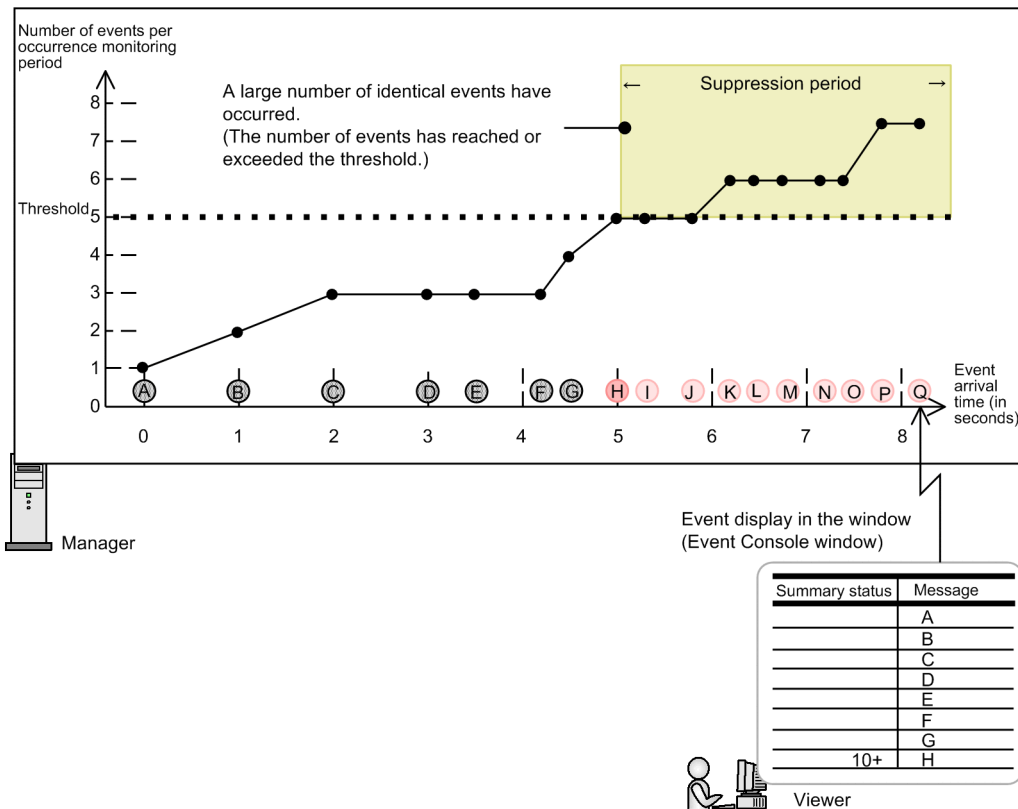 Number of events per
occurrence monitoring
period
A large number of identical events have
occurred.
(The number of events has reached or
exceeded the threshold.)
← Suppression period →
8
7
6
Threshold 5
4
3
2
1
0
A B C D E F G H I J K L M N O P Q
Event
arrival
time (in
seconds)
0 1 2 3 4 5 6 7 8
Manager
Event display in the window
(Event Console window)
Summary status Message
A
B
C
D
E
F
G
10+ H
Viewer